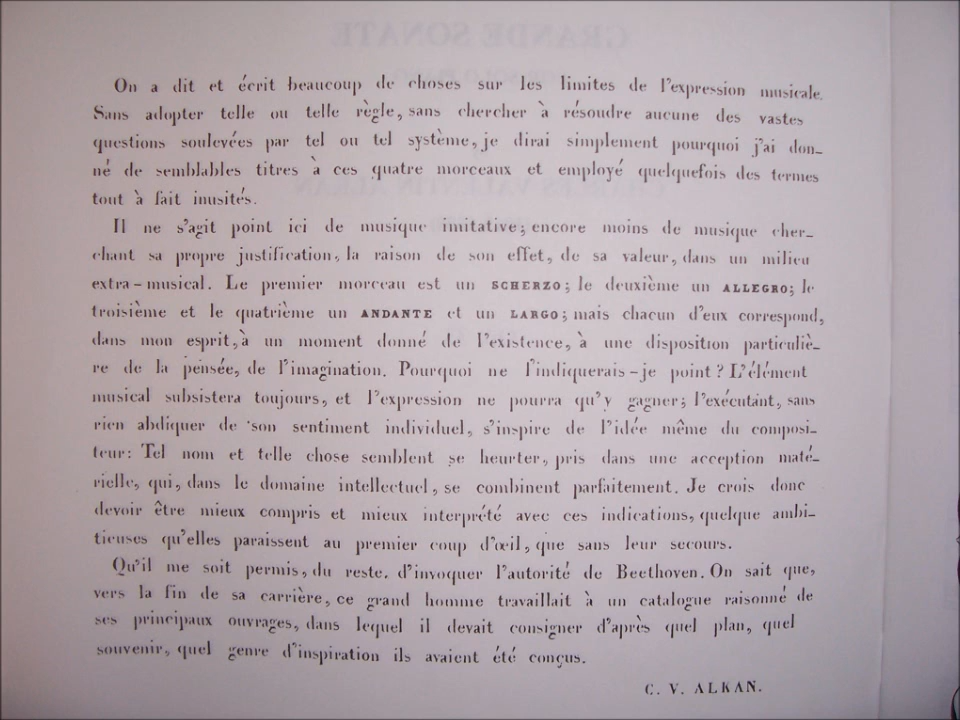 On a dit et écrit beaucoup de choses sur les limites de l'expression musicale.
Sans adopter telle ou telle règle, sans chercher à résoudre aucune des vastes
questions soulevées par tel ou tel système, je dirai simplement pourquoi j'ai don-
né de semblables titres à ces quatre morceaux et employé quelquefois des termes
tout à fait inusités.
Il ne s'agit point ici de musique imitative; encore moins de musique cher-
chant sa propre justification, la raison de son effet, de sa valeur, dans un milieu
extra-musical. Le premier morceau est un SCHERZO; le deuxième un ALLEGRO; le
troisième et le quatrième un ANDANTE et un LARGO; mais chacun d'eux correspond,
dans mon esprit, à un moment donné de l'existence, à une disposition particuliè-
re de la pensée, de l'imagination. Pourquoi ne l'indiquerais-je point? L'élément
musical subsistera toujours, et l'expression ne pourra qu'y gagner; l'exécutant, sans
rien abdiquer de son sentiment individuel, s'inspire de l'idée même du composi-
teur: Tel nom et telle chose semblent se heurter, pris dans une acception maté-
rielle, qui, dans le domaine intellectuel, se combinent parfaitement. Je crois donc
devoir être mieux compris et mieux interprété avec ces indications, quelque ambi-
tieuses qu'elles paraissent au premier coup d'œil, que sans leur secours.
Qu'il me soit permis, du reste, d'invoquer l'autorité de Beethoven. On sait que,
vers la fin de sa carrière, ce grand homme travaillait à un catalogue raisonné de
ses principaux ouvrages, dans lequel il devait consigner d'après quel plan, quel
souvenir, quel genre d'inspiration ils avaient été conçus.
C. V. ALKAN.